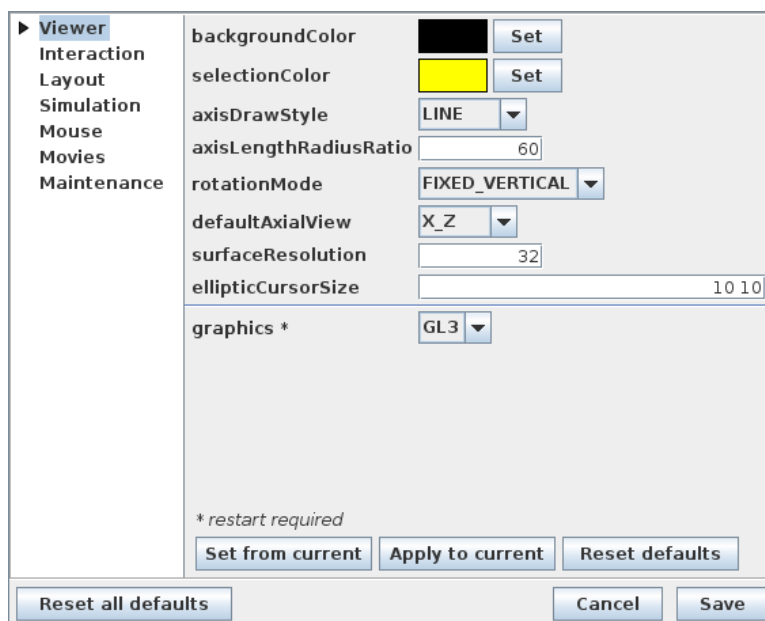 Viewer
Interaction
Layout
Simulation
Mouse
Movies
Maintenance
backgroundColor Set
selectionColor Set
axisDrawStyle LINE
axisLengthRadiusRatio 60
rotationMode FIXED_VERTICAL
defaultAxialView X_Z
surfaceResolution 32
ellipticCursorSize 10 10
graphics * GL3
* restart required
Set from current Apply to current Reset defaults
Reset all defaults Cancel Save